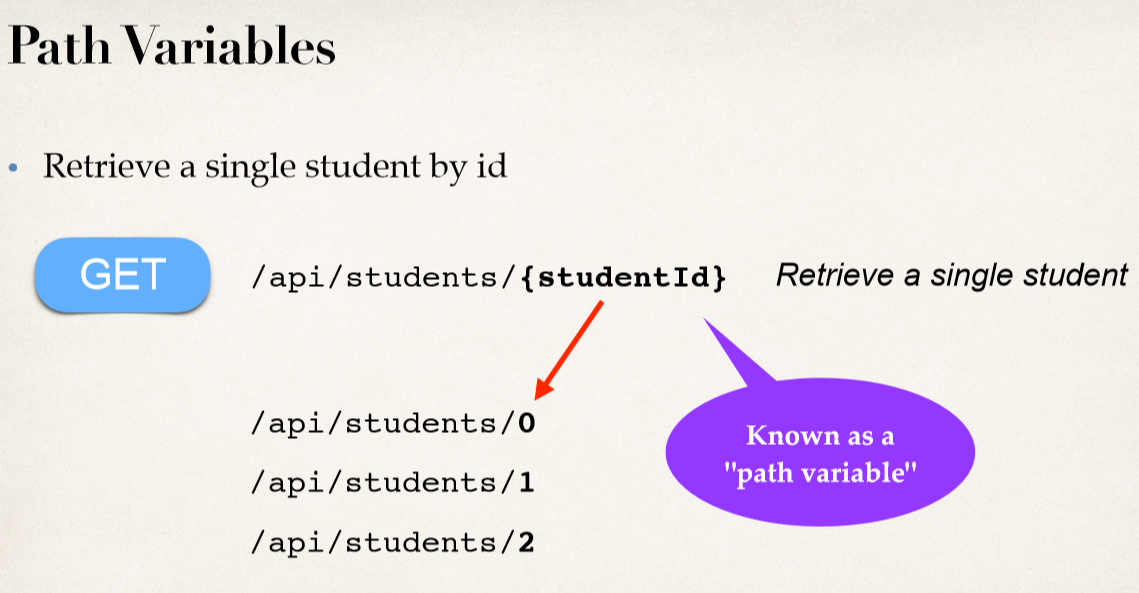 Path Variables
• Retrieve a single student by id
GET /api/students/{studentId} Retrieve a single student
/api/students/0
/api/students/1
/api/students/2
Known as a
"path variable"